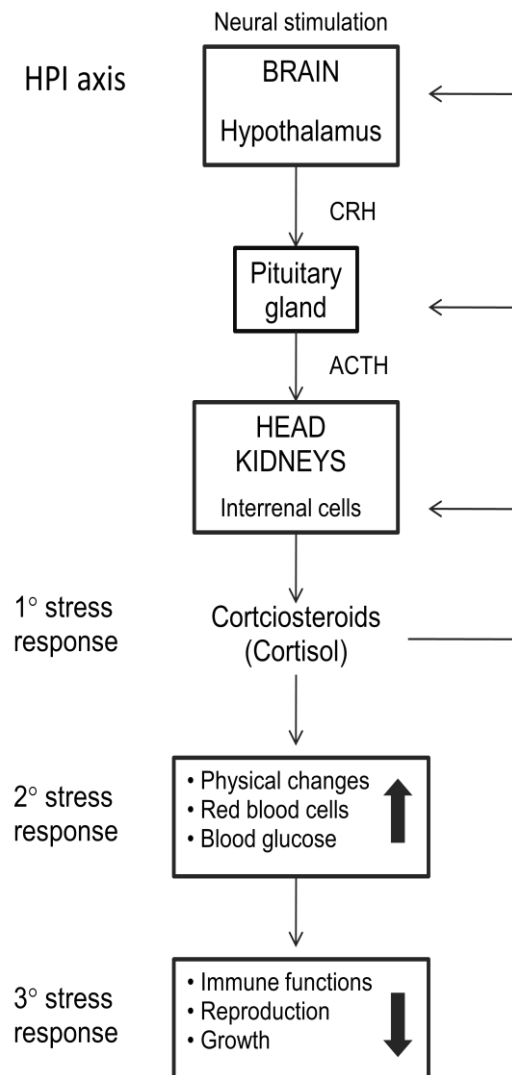 Neural stimulation
HPI axis
BRAIN
Hypothalamus
CRH
Pituitary
gland
ACTH
HEAD
KIDNEYS
Interrenal cells
1° stress
response
Cortciosteroids
(Cortisol)
2° stress
response
• Physical changes
• Red blood cells
• Blood glucose
3° stress
response
• Immune functions
• Reproduction
• Growth